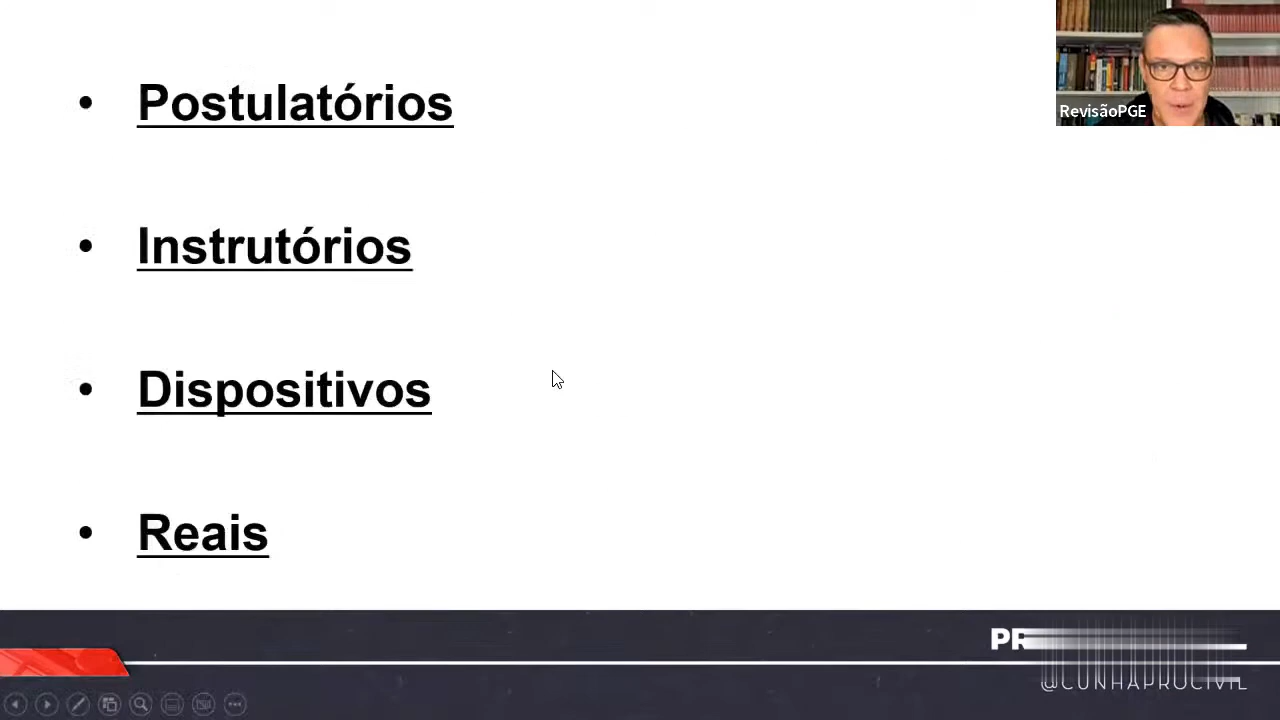 • Postulatórios
RevisãoPGE
• Instrutórios
• Dispositivos
• Reais
@CUNHAPROCIVIL